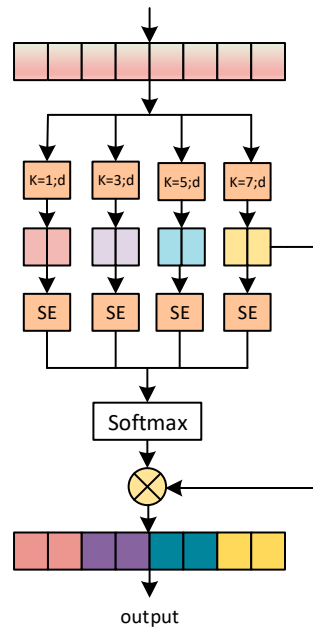 K=1;d K=3;d K=5;d K=7;d
SE SE SE SE
Softmax
output